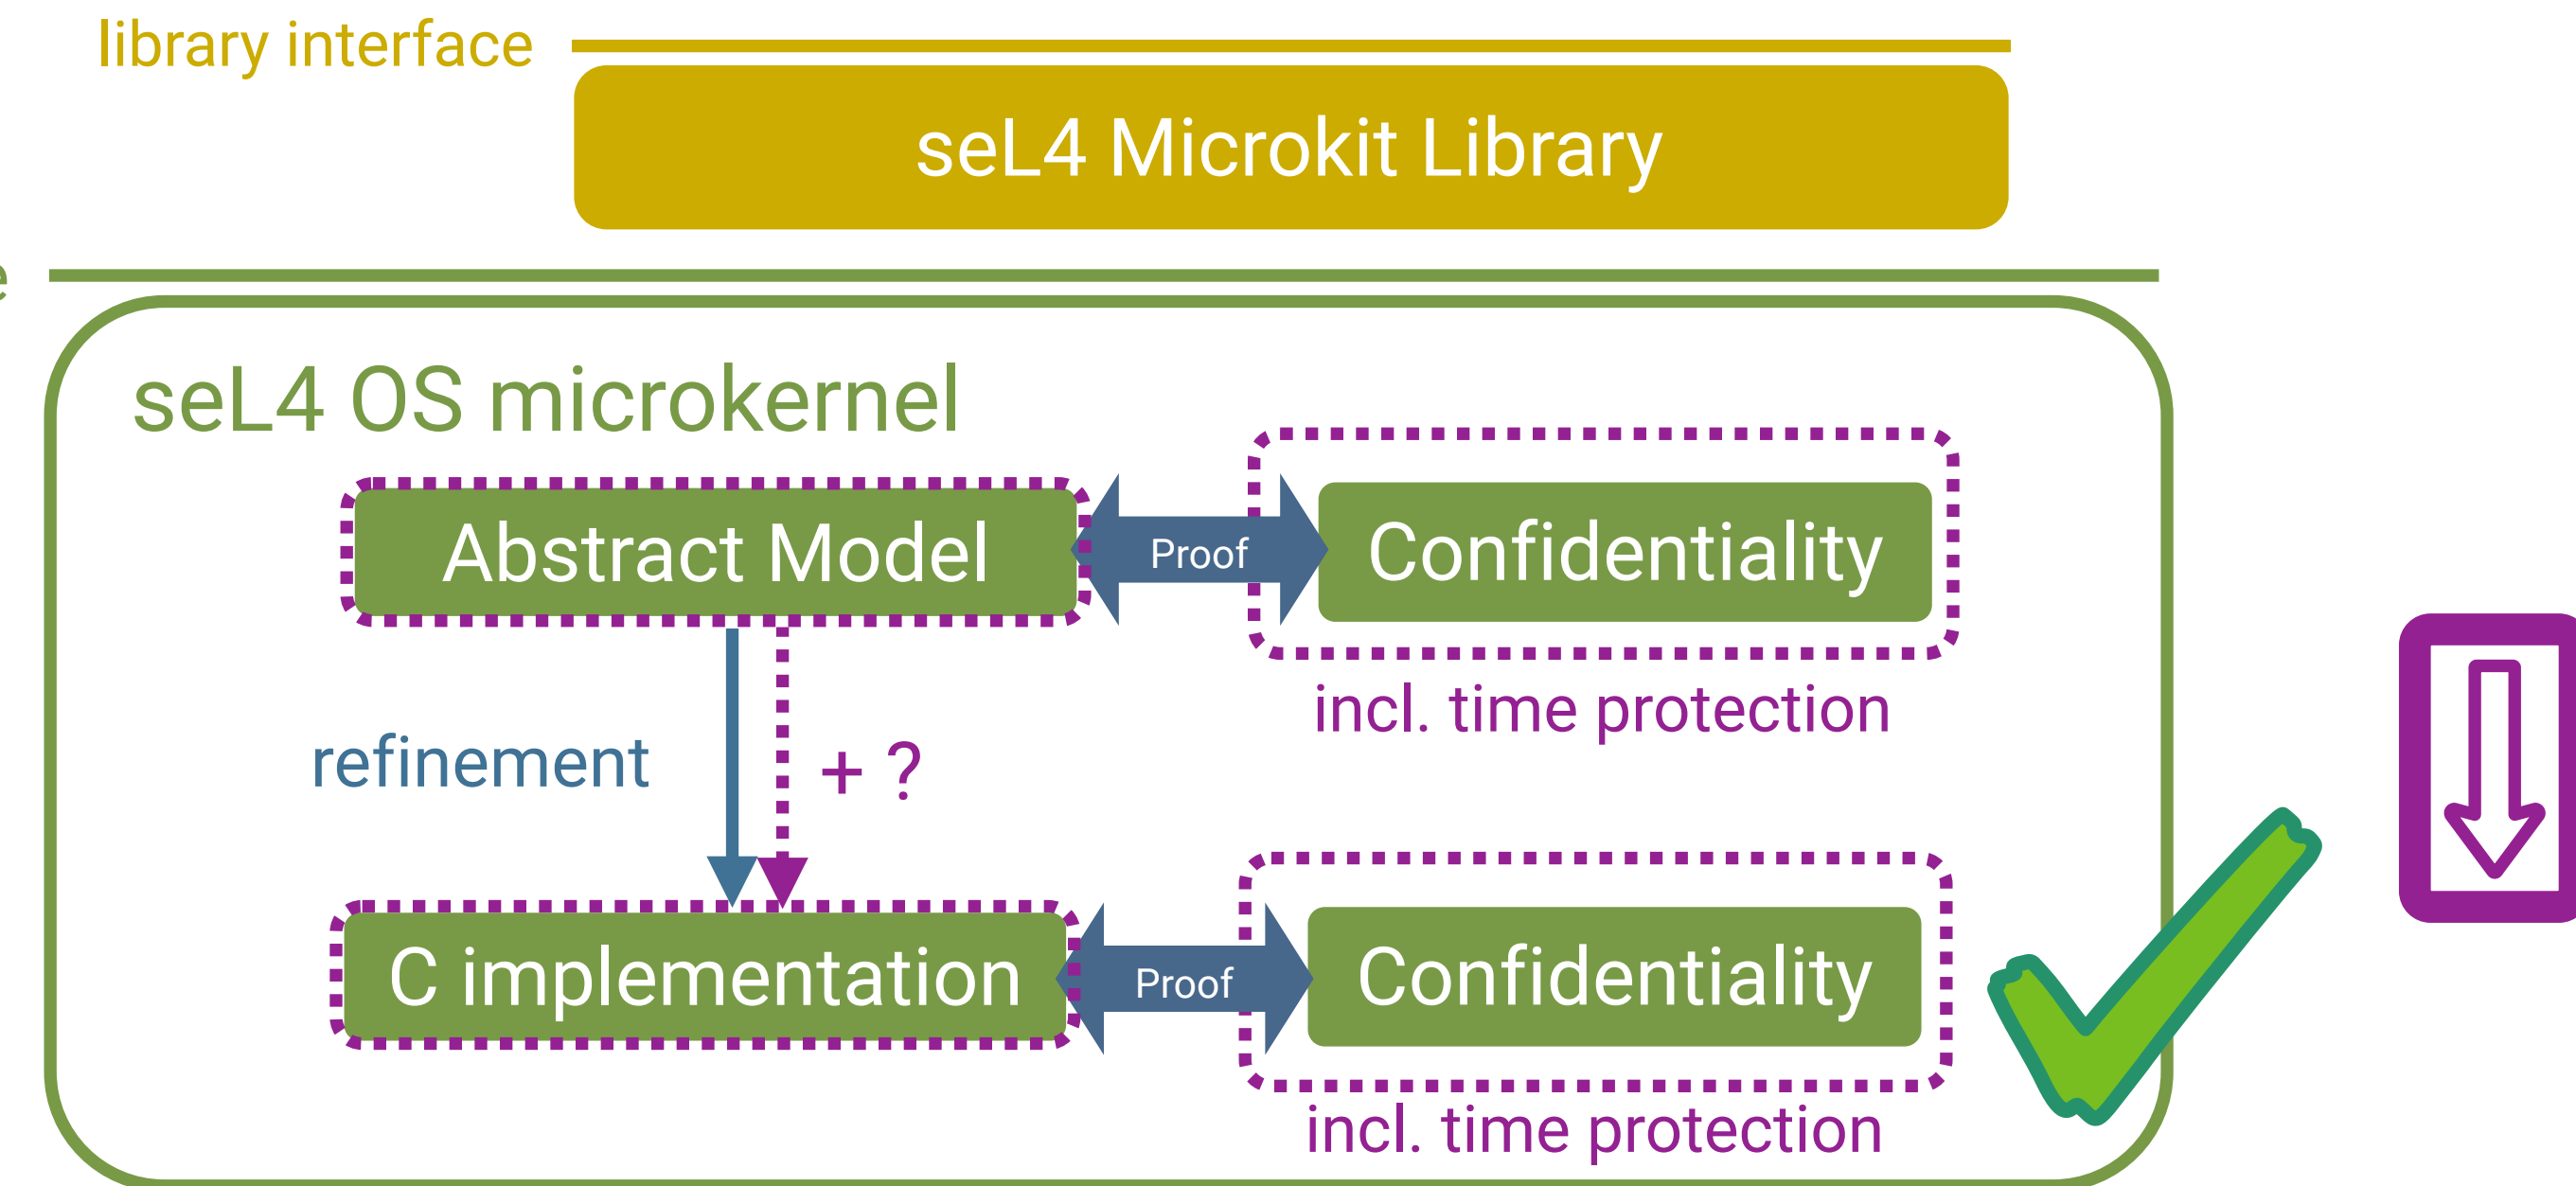 library interface
seL4 Microkit Library
seL4 OS microkernel
Abstract Model
Proof
Confidentiality
incl. time protection
refinement
+ ?
C implementation
Proof
Confidentiality
incl. time protection